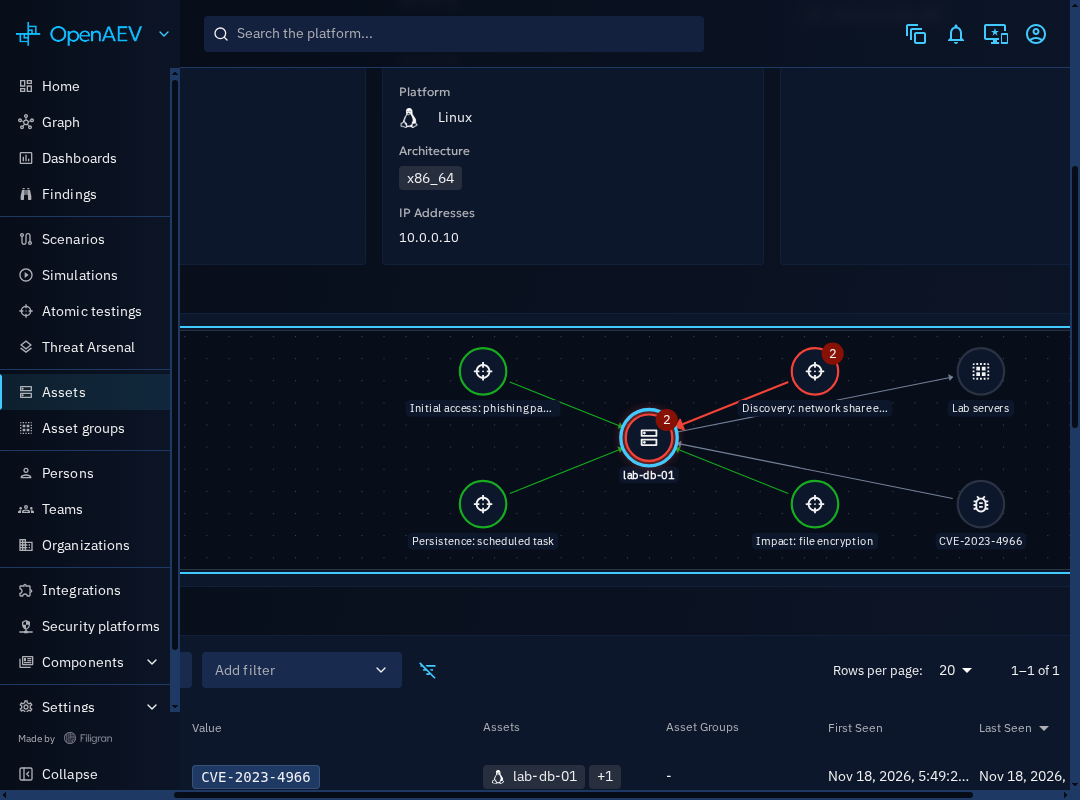 OpenAEV
Search the platform...
Home
Graph
Dashboards
Findings
Scenarios
Simulations
Atomic testings
Threat Arsenal
Assets
Asset groups
Persons
Teams
Organizations
Integrations
Security platforms
Components
Settings
Made by Filigran
Collapse
Platform
Linux
Architecture
x86_64
IP Addresses
10.0.0.10
2
Initial access: phishing pa...
Discovery: network share e...
Lab servers
2
lab-db-01
Persistence: scheduled task
Impact: file encryption
CVE-2023-4966
Add filter
Rows per page: 20
1–1 of 1
Value Assets Asset Groups First Seen Last Seen
CVE-2023-4966 lab-db-01 +1 - Nov 18, 2026, 5:49:2... Nov 18, 2026,